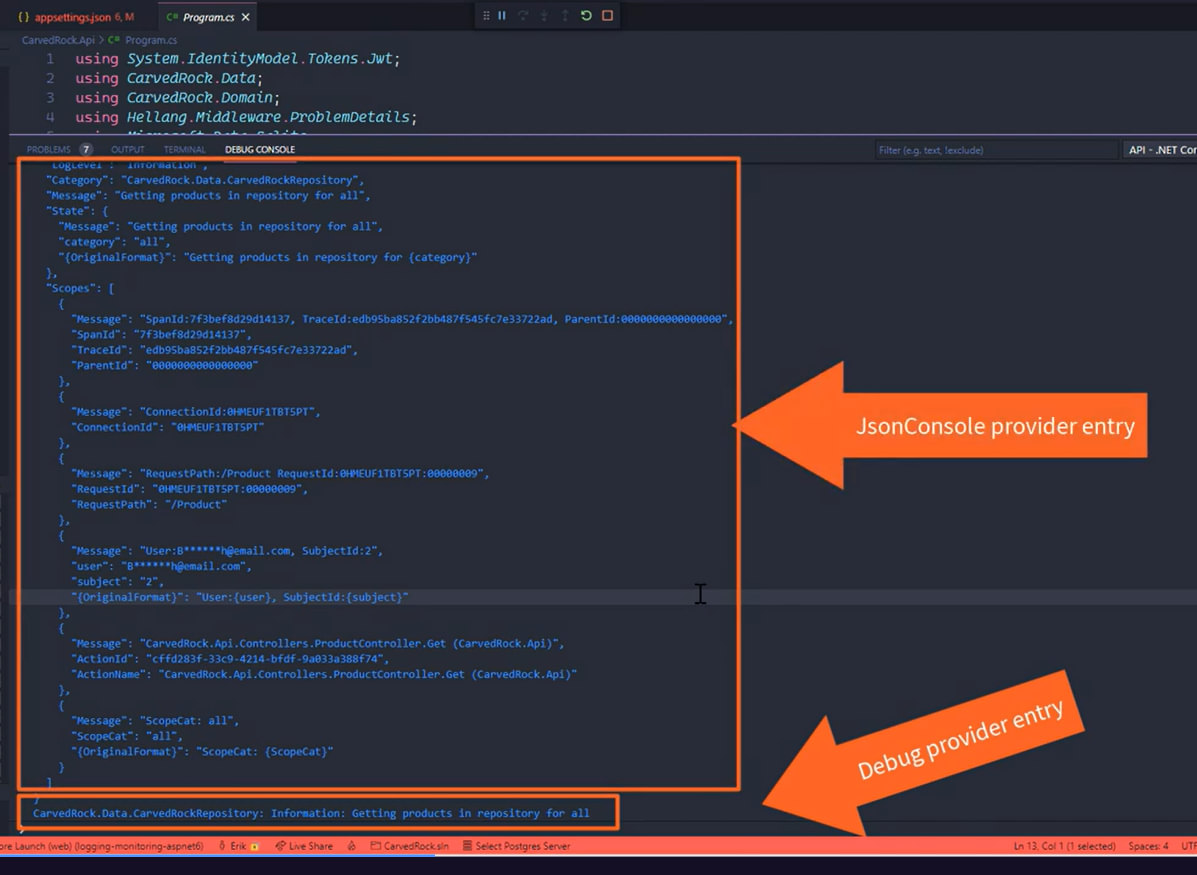 { } appsettings.json 6, M C# Program.cs ×
CarvedRock.Api > C# Program.cs
1 using System.IdentityModel.Tokens.Jwt;
2 using CarvedRock.Data;
3 using CarvedRock.Domain;
4 using Hellang.Middleware.ProblemDetails;
PROBLEMS 7 OUTPUT TERMINAL DEBUG CONSOLE Filter (e.g. text, !exclude) API - .NET Cor
"LogLevel": "Information",
"Category": "CarvedRock.Data.CarvedRockRepository",
"Message": "Getting products in repository for all",
"State": {
"Message": "Getting products in repository for all",
"category": "all",
"{OriginalFormat}": "Getting products in repository for {category}"
},
"Scopes": [
{
"Message": "SpanId:7f3bef8d29d14137, TraceId:edb95ba852f2bb487f545fc7e33722ad, ParentId:0000000000000000",
"SpanId": "7f3bef8d29d14137",
"TraceId": "edb95ba852f2bb487f545fc7e33722ad",
"ParentId": "0000000000000000"
},
{
"Message": "ConnectionId:0HMEUF1TBT5PT",
"ConnectionId": "0HMEUF1TBT5PT"
},
{
"Message": "RequestPath:/Product RequestId:0HMEUF1TBT5PT:00000009",
"RequestId": "0HMEUF1TBT5PT:00000009",
"RequestPath": "/Product"
},
{
"Message": "User:B******h@email.com, SubjectId:2",
"user": "B******h@email.com",
"subject": "2",
"{OriginalFormat}": "User:{user}, SubjectId:{subject}"
},
{
"Message": "CarvedRock.Api.Controllers.ProductController.Get (CarvedRock.Api)",
"ActionId": "cffd283f-33c9-4214-bfdf-9a033a388f74",
"ActionName": "CarvedRock.Api.Controllers.ProductController.Get (CarvedRock.Api)"
},
{
"Message": "ScopeCat: all",
"ScopeCat": "all",
"{OriginalFormat}": "ScopeCat: {ScopeCat}"
}
]
}
JsonConsole provider entry
Debug provider entry
CarvedRock.Data.CarvedRockRepository: Information: Getting products in repository for all
ore Launch (web) (logging-monitoring-aspnet6) Erik Live Share CarvedRock.sln Select Postgres Server Ln 13, Col 1 (1 selected) Spaces: 4 UTF